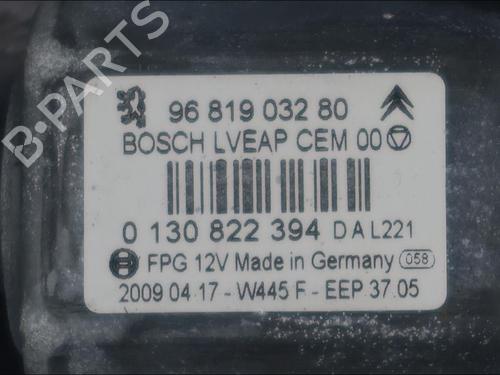 B-PARTS
96 819 032 80
BOSCH LVEAP CEM 00
0 130 822 394 D A L221
FPG 12V Made in Germany 058
2009 04 17 - W445 F - EEP 37.05